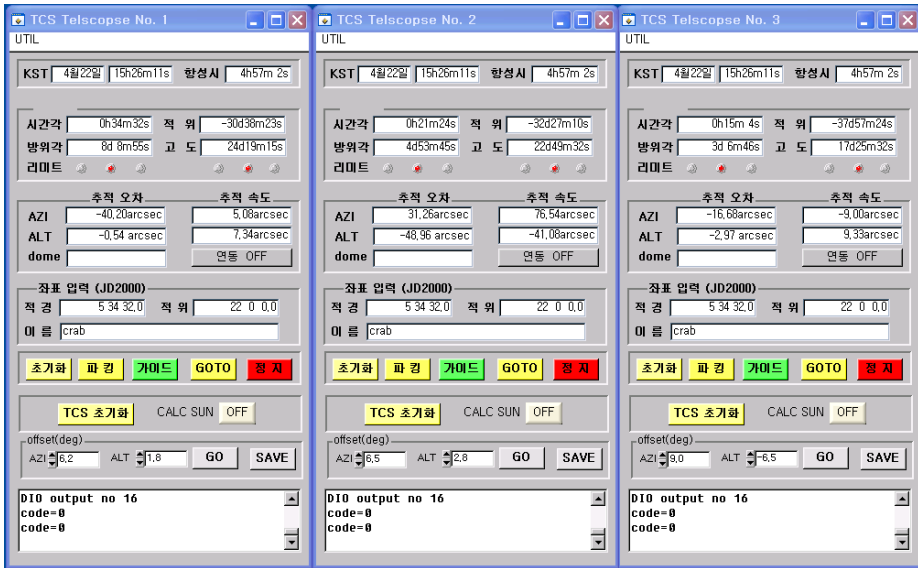 TCS Telscopse No. 1
UTIL
KST 4월22일 15h26m11s 항성시 4h57m 2s
시간각 0h34m32s 적 위 -30d38m23s
방위각 8d 8m55s 고 도 24d19m15s
리미트
추적 오차 추적 속도
AZI -40,20arcsec 5,08arcsec
ALT -0,54 arcsec 7,34arcsec
dome 연동 OFF
좌표 입력 (JD2000)
적 경 5 34 32,0 적 위 22 0 0,0
이 름 crab
초기화 파 킹 가이드 GOTO 정 지
TCS 초기화 CALC SUN OFF
offset(deg)
AZI 6,2 ALT 1,8 GO SAVE
DIO output no 16
code=0
code=0
TCS Telescopse No. 2
UTIL
KST 4월22일 15h26m11s 항성시 4h57m 2s
시간각 0h21m24s 적 위 -32d27m10s
방위각 4d53m45s 고 도 22d49m32s
리미트
추적 오차 추적 속도
AZI 31,26arcsec 76,54arcsec
ALT -48,96 arcsec -41,08arcsec
dome 연동 OFF
좌표 입력 (JD2000)
적 경 5 34 32,0 적 위 22 0 0,0
이 름 crab
초기화 파 킹 가이드 GOTO 정 지
TCS 초기화 CALC SUN OFF
offset(deg)
AZI 6,5 ALT 2,8 GO SAVE
DIO output no 16
code=0
code=0
TCS Telescopse No. 3
UTIL
KST 4월22일 15h26m11s 항성시 4h57m 2s
시간각 0h15m 4s 적 위 -37d57m24s
방위각 3d 6m46s 고 도 17d25m32s
리미트
추적 오차 추적 속도
AZI -16,68arcsec -9,00arcsec
ALT -2,97 arcsec 9,33arcsec
dome 연동 OFF
좌표 입력 (JD2000)
적 경 5 34 32,0 적 위 22 0 0,0
이 름 crab
초기화 파 킹 가이드 GOTO 정 지
TCS 초기화 CALC SUN OFF
offset(deg)
AZI 9,0 ALT -6,5 GO SAVE
DIO output no 16
code=0
code=0